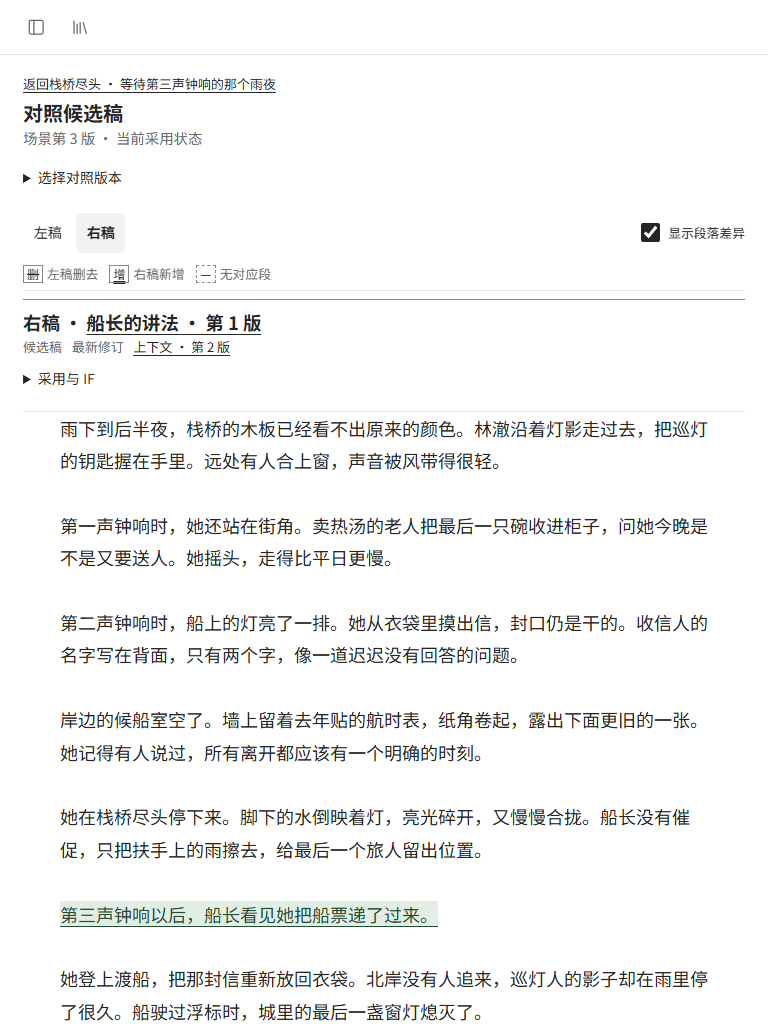 返回栈桥尽头 · 等待第三声钟响的那个雨夜
对照候选稿
场景第 3 版 · 当前采用状态
▶ 选择对照版本
左稿 右稿 显示段落差异
删 左稿删去 增 右稿新增 — 无对应段
右稿 · 船长的讲法 · 第 1 版
候选稿 最新修订 上下文 · 第 2 版
▶ 采用与 IF
雨下到后半夜，栈桥的木板已经看不出原来的颜色。林澈沿着灯影走过去，把巡灯
的钥匙握在手里。远处有人合上窗，声音被风带得很轻。
第一声钟响时，她还站在街角。卖热汤的老人把最后一只碗收进柜子，问她今晚是
不是又要送人。她摇头，走得比平日更慢。
第二声钟响时，船上的灯亮了一排。她从衣袋里摸出信，封口仍是干的。收信人的
名字写在背面，只有两个字，像一道迟迟没有回答的问题。
岸边的候船室空了。墙上留着去年贴的航时表，纸角卷起，露出下面更旧的一张。
她记得有人说过，所有离开都应该有一个明确的时刻。
她在栈桥尽头停下来。脚下的水倒映着灯，亮光碎开，又慢慢合拢。船长没有催
促，只把扶手上的雨擦去，给最后一个旅人留出位置。
第三声钟响以后，船长看见她把船票递了过来。
她登上渡船，把那封信重新放回衣袋。北岸没有人追来，巡灯人的影子却在雨里停
了很久。船驶过浮标时，城里的最后一盏窗灯熄灭了。